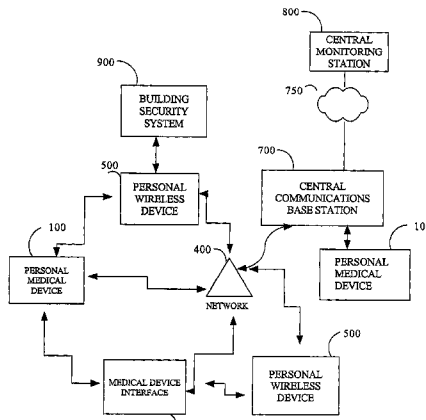 800
CENTRAL
MONITORING
STATION
900
750
BUILDING
SECURITY
SYSTEM
700
500
PERSONAL
WIRELESS
DEVICE
CENTRAL
COMMUNICATIONS
BASE STATION
100
400
10
PERSONAL
MEDICAL
DEVICE
PERSONAL
MEDICAL
DEVICE
NETWORK
500
MEDICAL DEVICE
INTERFACE
PERSONAL
WIRELESS
DEVICE